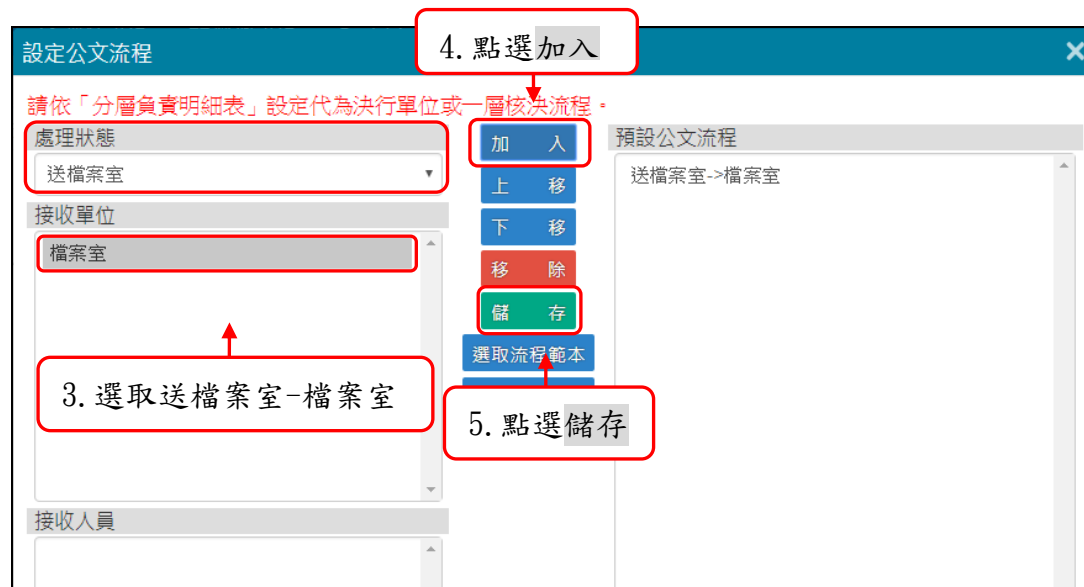 設定公文流程
4.點選加入
請依「分層負責明細表」設定代為決行單位或一層核決流程。
處理狀態
送檔案室
接收單位
檔案室
3.選取送檔案室-檔案室
接收人員
加 入
上 移
下 移
移 除
儲 存
選取流程範本
5.點選儲存
預設公文流程
送檔案室->檔案室